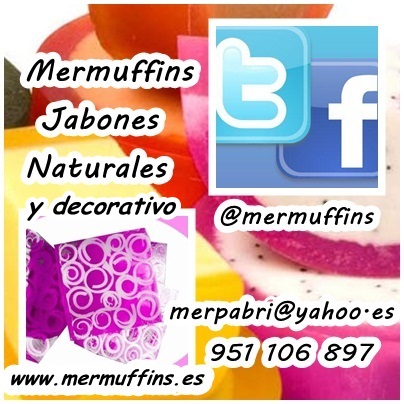 Mermuffins
Jabones
Naturales
y decorativo
@mermuffins
merpabri@yahoo.es
951 106 897
www.mermuffins.es